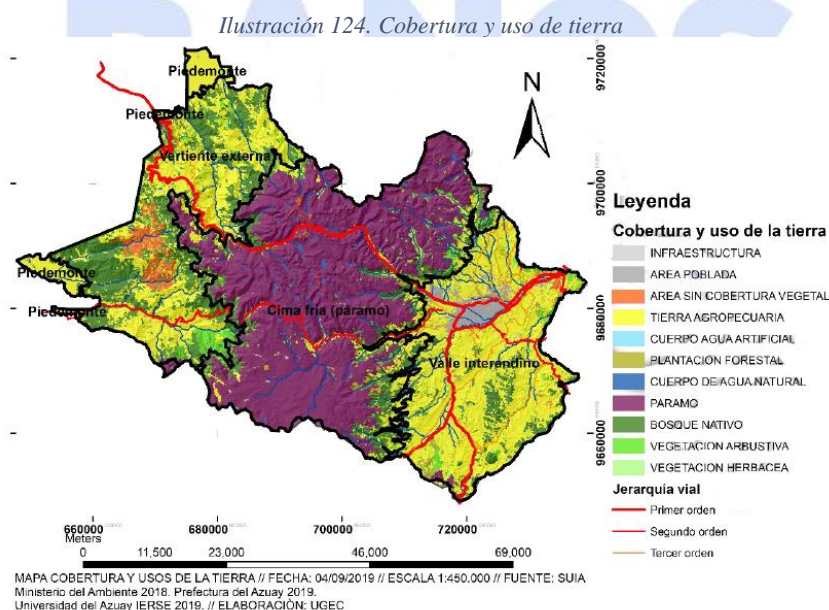 BAÑOS
Ilustración 124. Cobertura y uso de tierra
Piedemonte
Piedemonte
Vertiente externa
Piedemonte
Piedemonte
Cima fría (páramo)
Valle interandino
N
9720000
9700000
9680000
9660000
660000
680000
700000
720000
Meters
0
11,500
23,000
46,000
69,000
Leyenda
Cobertura y uso de la tierra
INFRAESTRUCTURA
AREA POBLADA
AREA SIN COBERTURA VEGETAL
TIERRA AGROPECUARIA
CUERPO AGUA ARTIFICIAL
PLANTACIÓN FORESTAL
CUERPO DE AGUA NATURAL
PARAMO
BOSQUE NATIVO
VEGETACION ARBUSTIVA
VEGETACION HERBACEA
Jerarquía vial
Primer orden
Segundo orden
Tercer orden
MAPA COBERTURA Y USOS DE LA TIERRA // FECHA: 04/09/2019 // ESCALA 1:450.000 // FUENTE: SUIA
Ministerio del Ambiente 2018. Prefectura del Azuay 2019.
Universidad del Azuay IERSE 2019. // ELABORACIÓN: UGEC